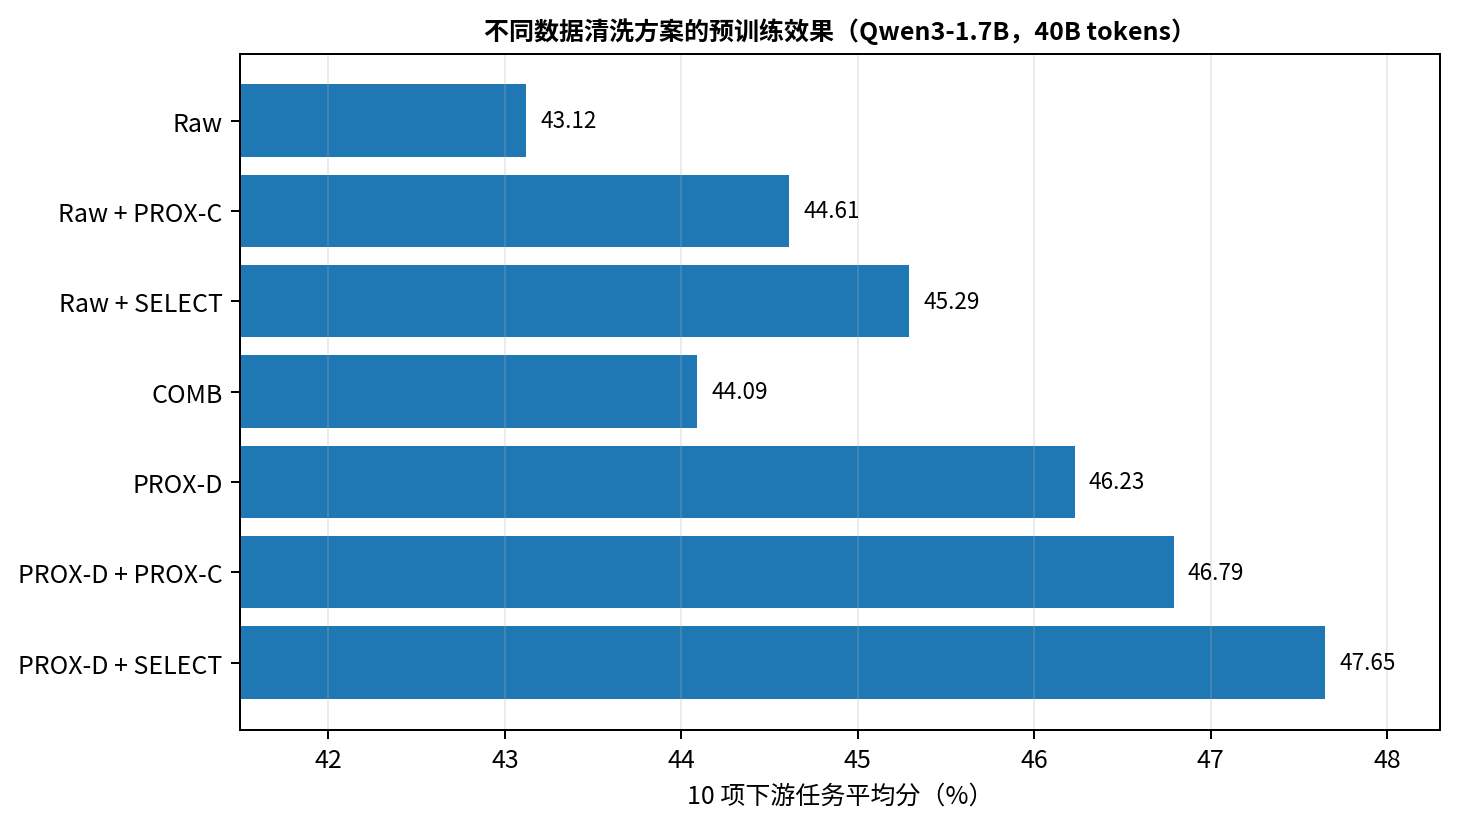 不同数据清洗方案的预训练效果（Qwen3-1.7B，40B tokens）
Raw
43.12
Raw + PROX-C
44.61
Raw + SELECT
45.29
COMB
44.09
PROX-D
46.23
PROX-D + PROX-C
46.79
PROX-D + SELECT
47.65
42 43 44 45 46 47 48
10 项下游任务平均分（%）